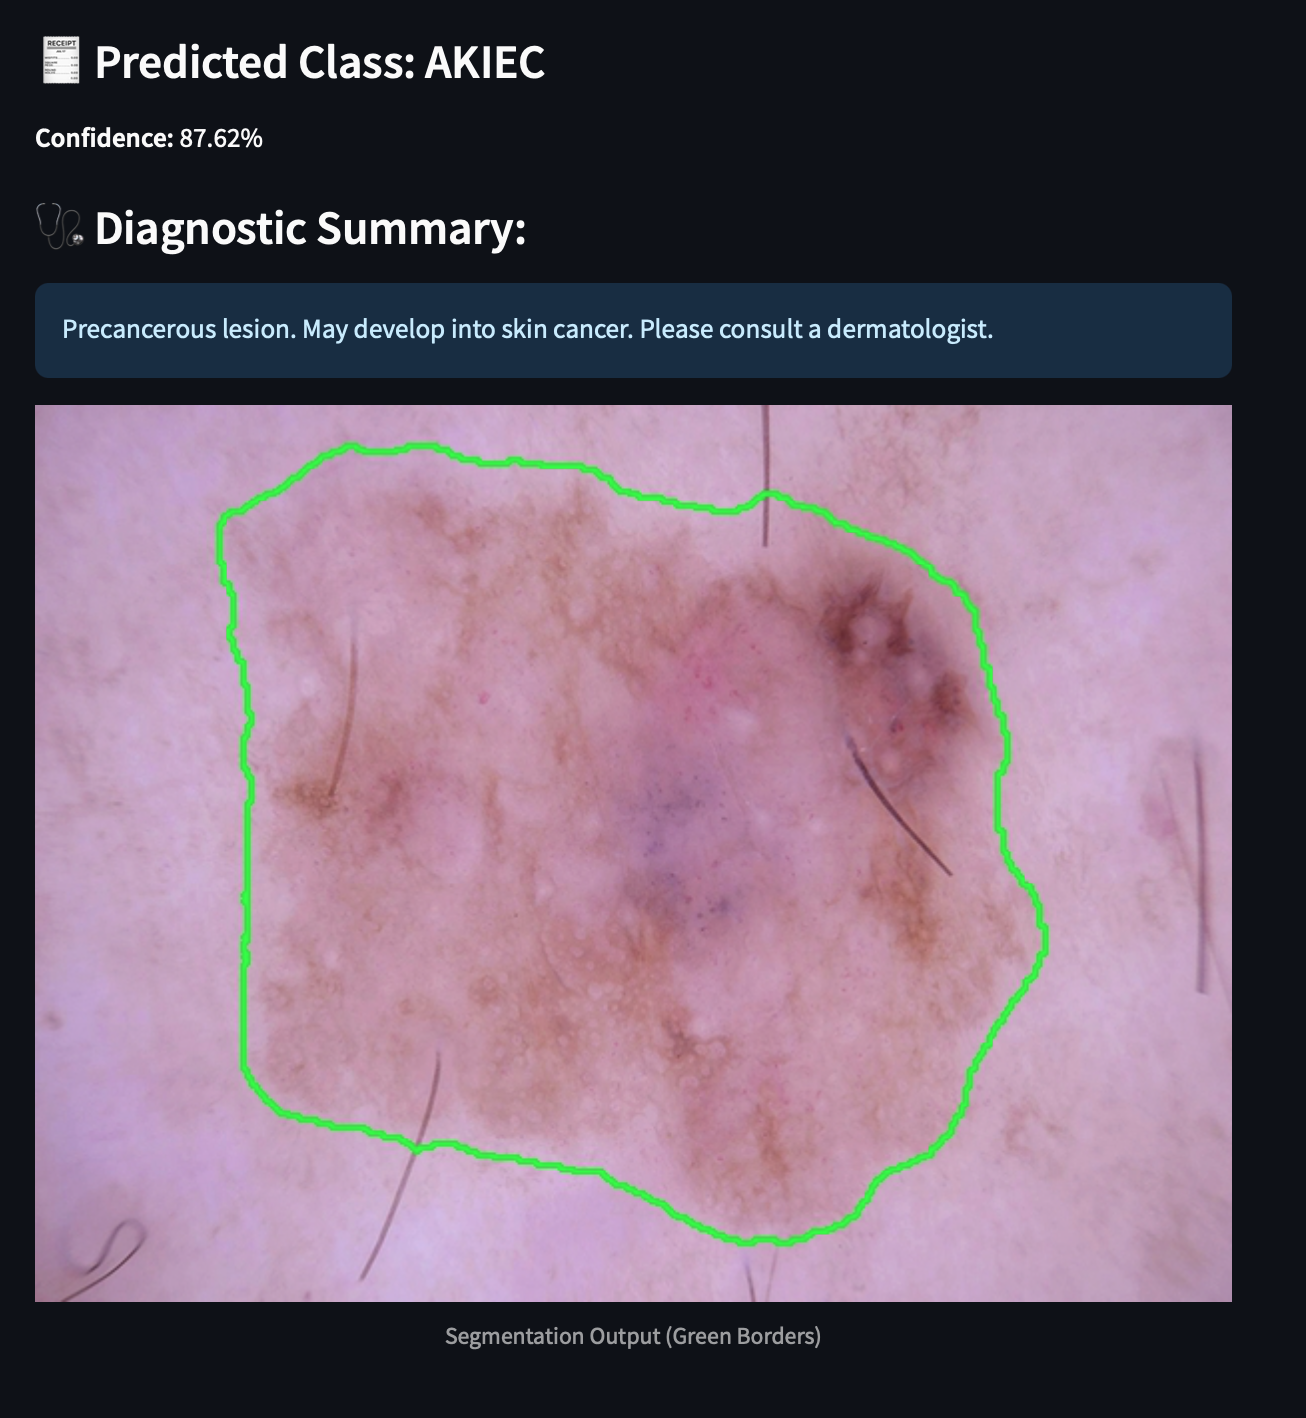 RECEIPT
Predicted Class: AKIEC
Confidence: 87.62%
Diagnostic Summary:
Precancerous lesion. May develop into skin cancer. Please consult a dermatologist.
Segmentation Output (Green Borders)